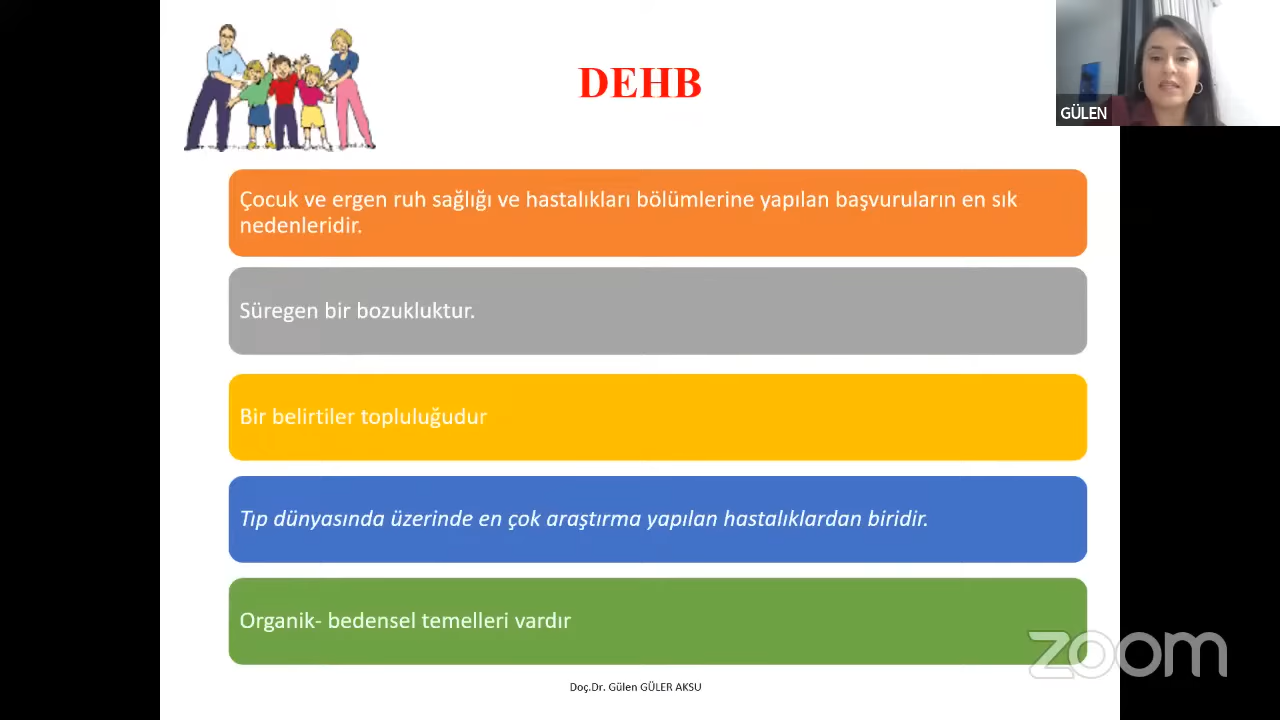 DEHB
GÜLEN
Çocuk ve ergen ruh sağlığı ve hastalıkları bölümlerine yapılan başvuruların en sık
nedenleridir.
Süregen bir bozukluktur.
Bir belirtiler topluluğudur
Tıp dünyasında üzerinde en çok araştırma yapılan hastalıklardan biridir.
Organik- bedensel temelleri vardır
zoom
Doç.Dr. Gülen GÜLER AKSU